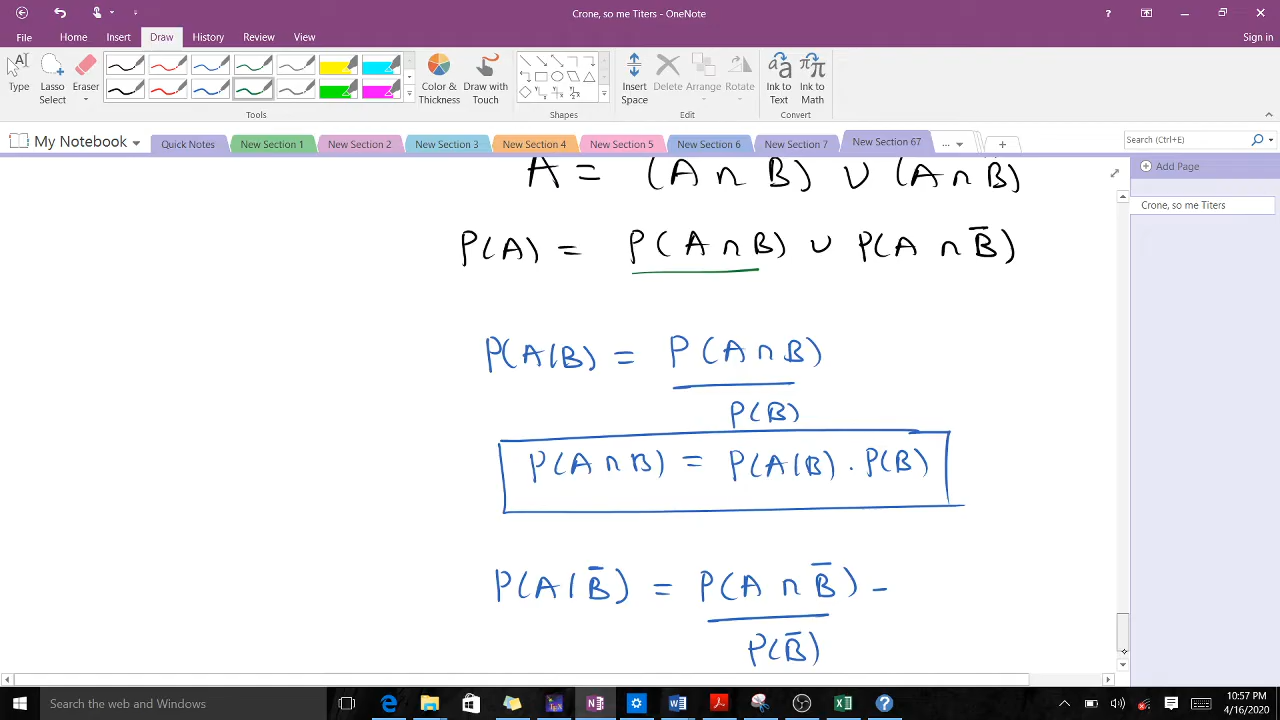 Crone, so me Titers - OneNote
File Home Insert Draw History Review View Sign in
Type Lasso Select Eraser Color & Thickness Draw with Touch Insert Space Delete Arrange Rotate Ink to Text Ink to Math
Tools Shapes Edit Convert
My Notebook Quick Notes New Section 1 New Section 2 New Section 3 New Section 4 New Section 5 New Section 6 New Section 7 New Section 67 ... Search (Ctrl+E)
Add Page
Crone, so me Titers
A = (A ∩ B) ∪ (A ∩ B)
P(A) = P(A ∩ B) ∪ P(A ∩ B̅)
P(A|B) = P(A ∩ B)
P(B)
P(A ∩ B) = P(A|B) . P(B)
P(A|B̅) = P(A ∩ B̅) -
P(B̅)
Search the web and Windows
10:57 PM
4/16/2020